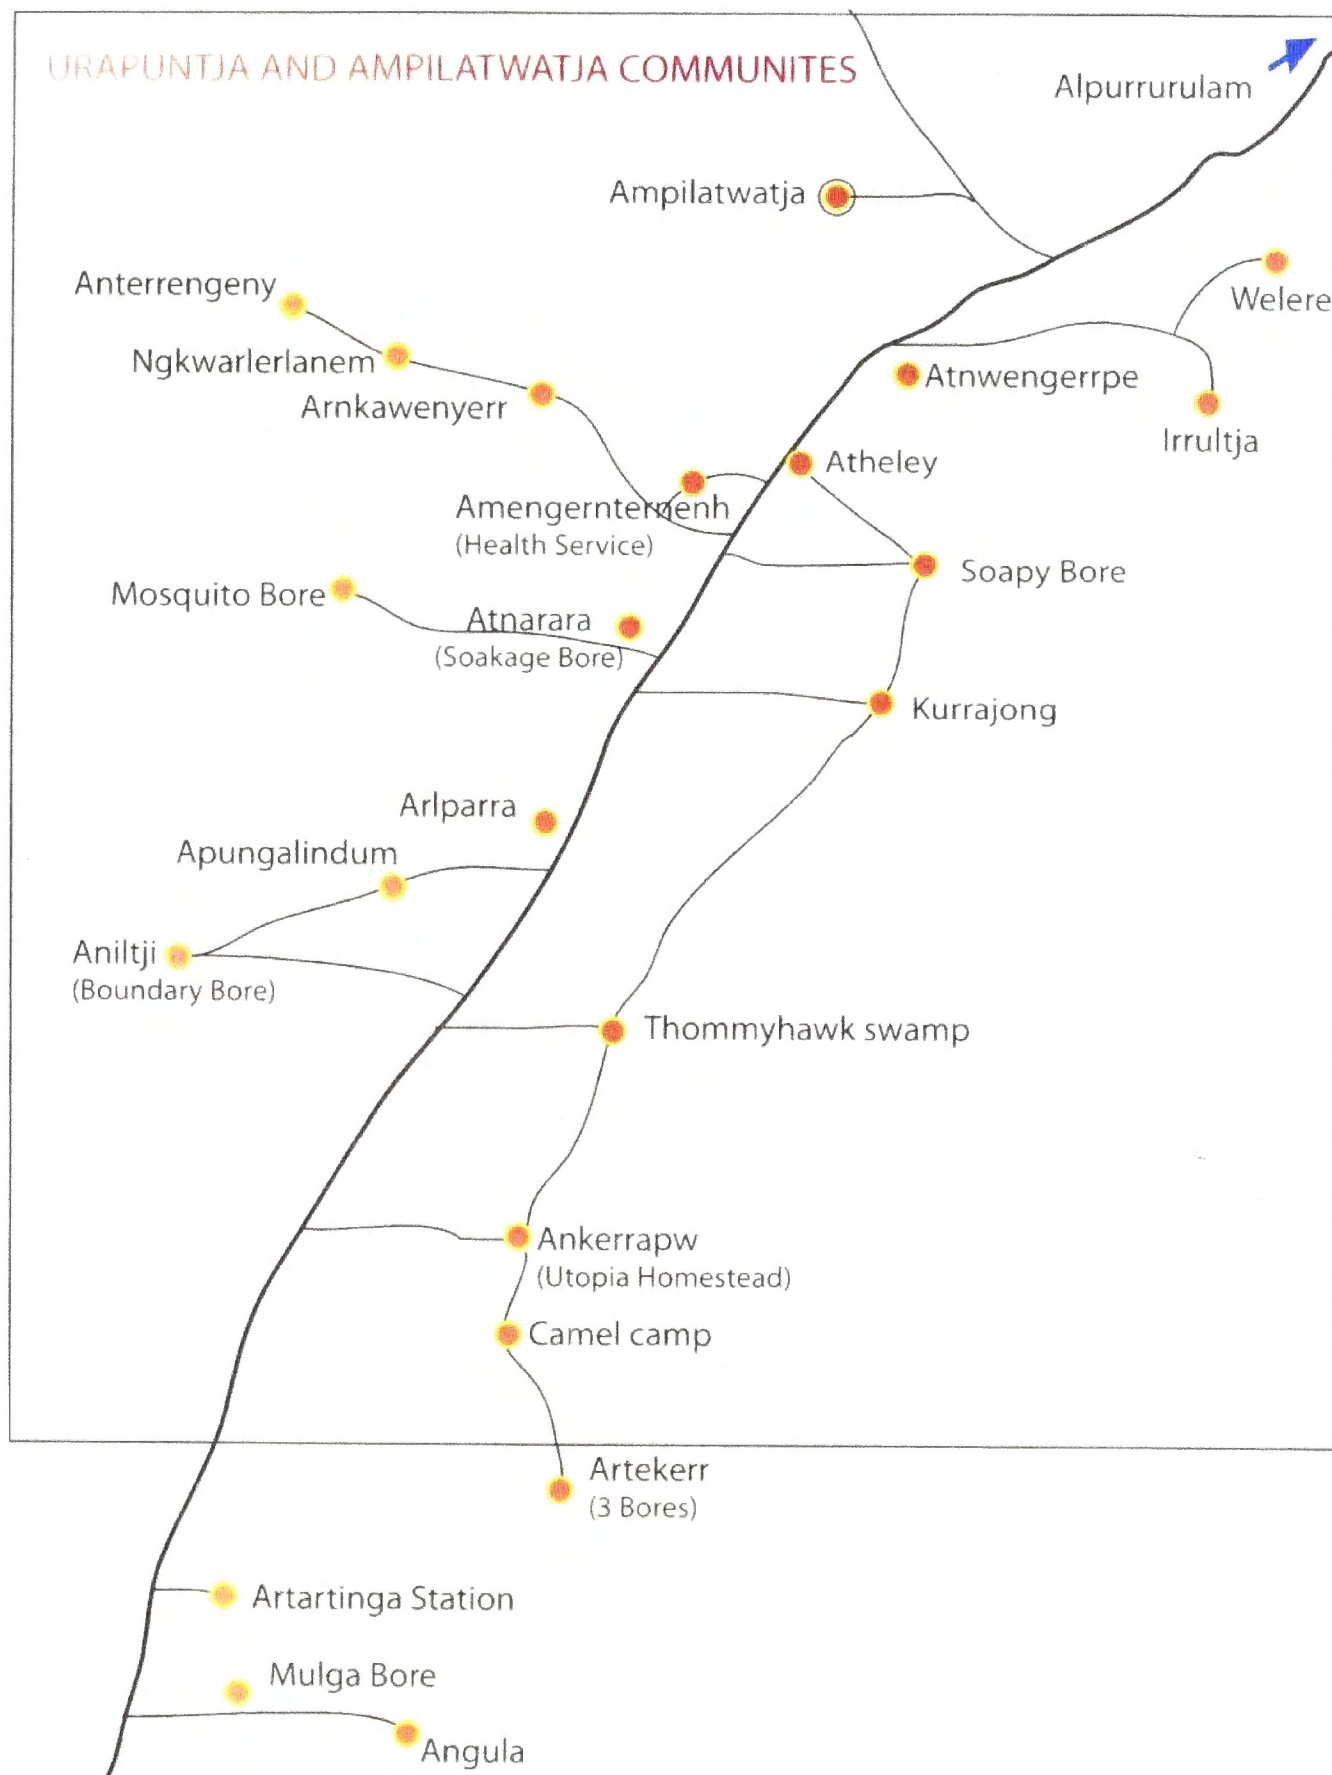 URAPUNTJA AND AMPILATWATJA COMMUNITES
Alpurrurulam
Ampilatwatja
Anterrengeny
Welere
Ngkwarlerlanem
Atnwengerrpe
Arnkawenyerr
Irrultja
Atheley
Amengernternenh
(Health Service)
Soapy Bore
Mosquito Bore
Atnarara
(Soakage Bore)
Kurrajong
Arlparra
Apungalindum
Aniltji
(Boundary Bore)
Thommyhawk swamp
Ankerrapw
(Utopia Homestead)
Camel camp
Artekerr
(3 Bores)
Artartinga Station
Mulga Bore
Angula